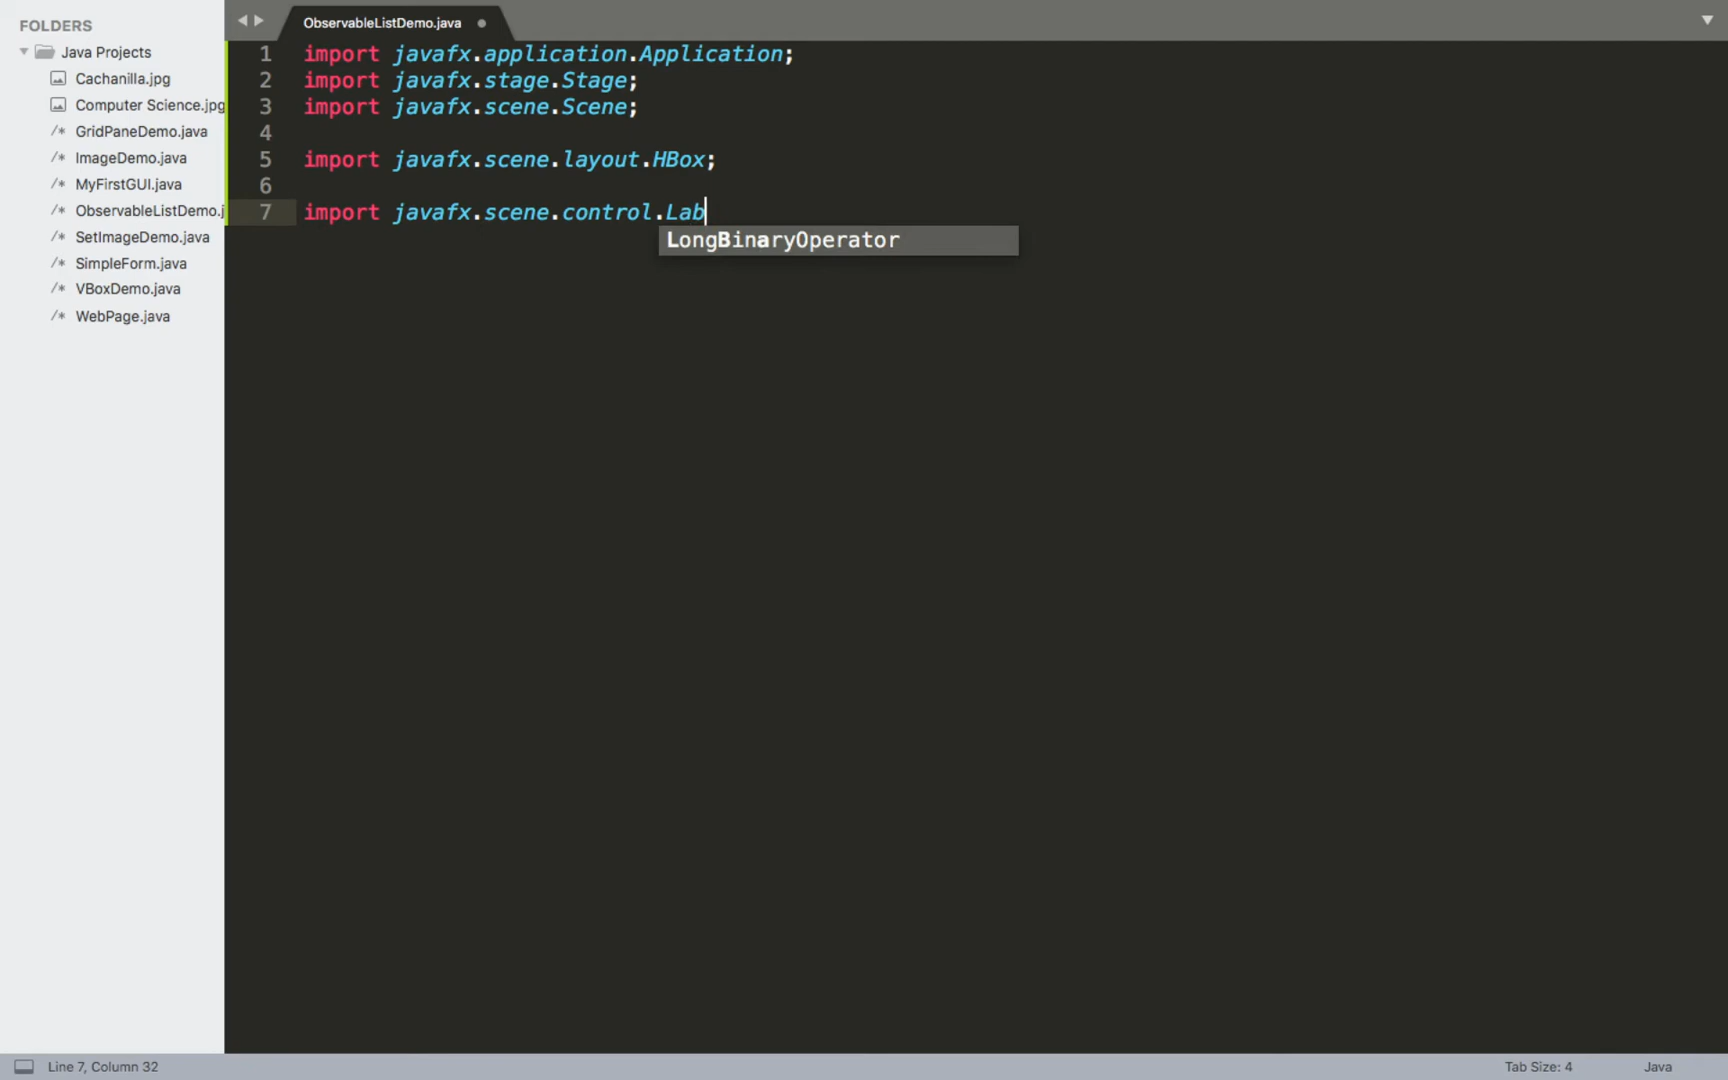 FOLDERS
Java Projects
Cachanilla.jpg
Computer Science.jpg
/* GridPaneDemo.java
/* ImageDemo.java
/* MyFirstGUI.java
/* ObservableListDemo.j
/* SetImageDemo.java
/* SimpleForm.java
/* VBoxDemo.java
/* WebPage.java
ObservableListDemo.java
1 import javafx.application.Application;
2 import javafx.stage.Stage;
3 import javafx.scene.Scene;
4
5 import javafx.scene.layout.HBox;
6
7 import javafx.scene.control.Lab
LongBinaryOperator
Line 7, Column 32
Tab Size: 4
Java